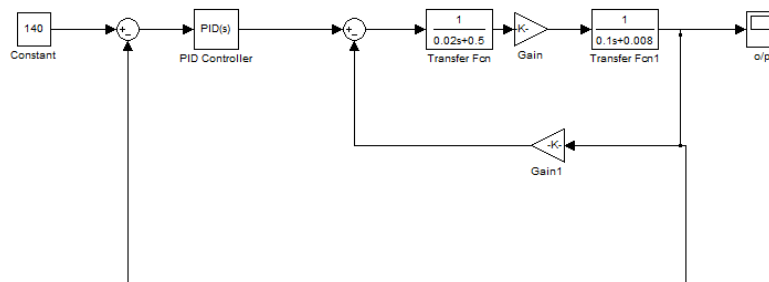 140
Constant
+
-
PID(s)
PID Controller
+
-
1
0.02s+0.5
Transfer Fcn
-K-
Gain
1
0.1s+0.008
Transfer Fcn1
o/p
-K-
Gain1